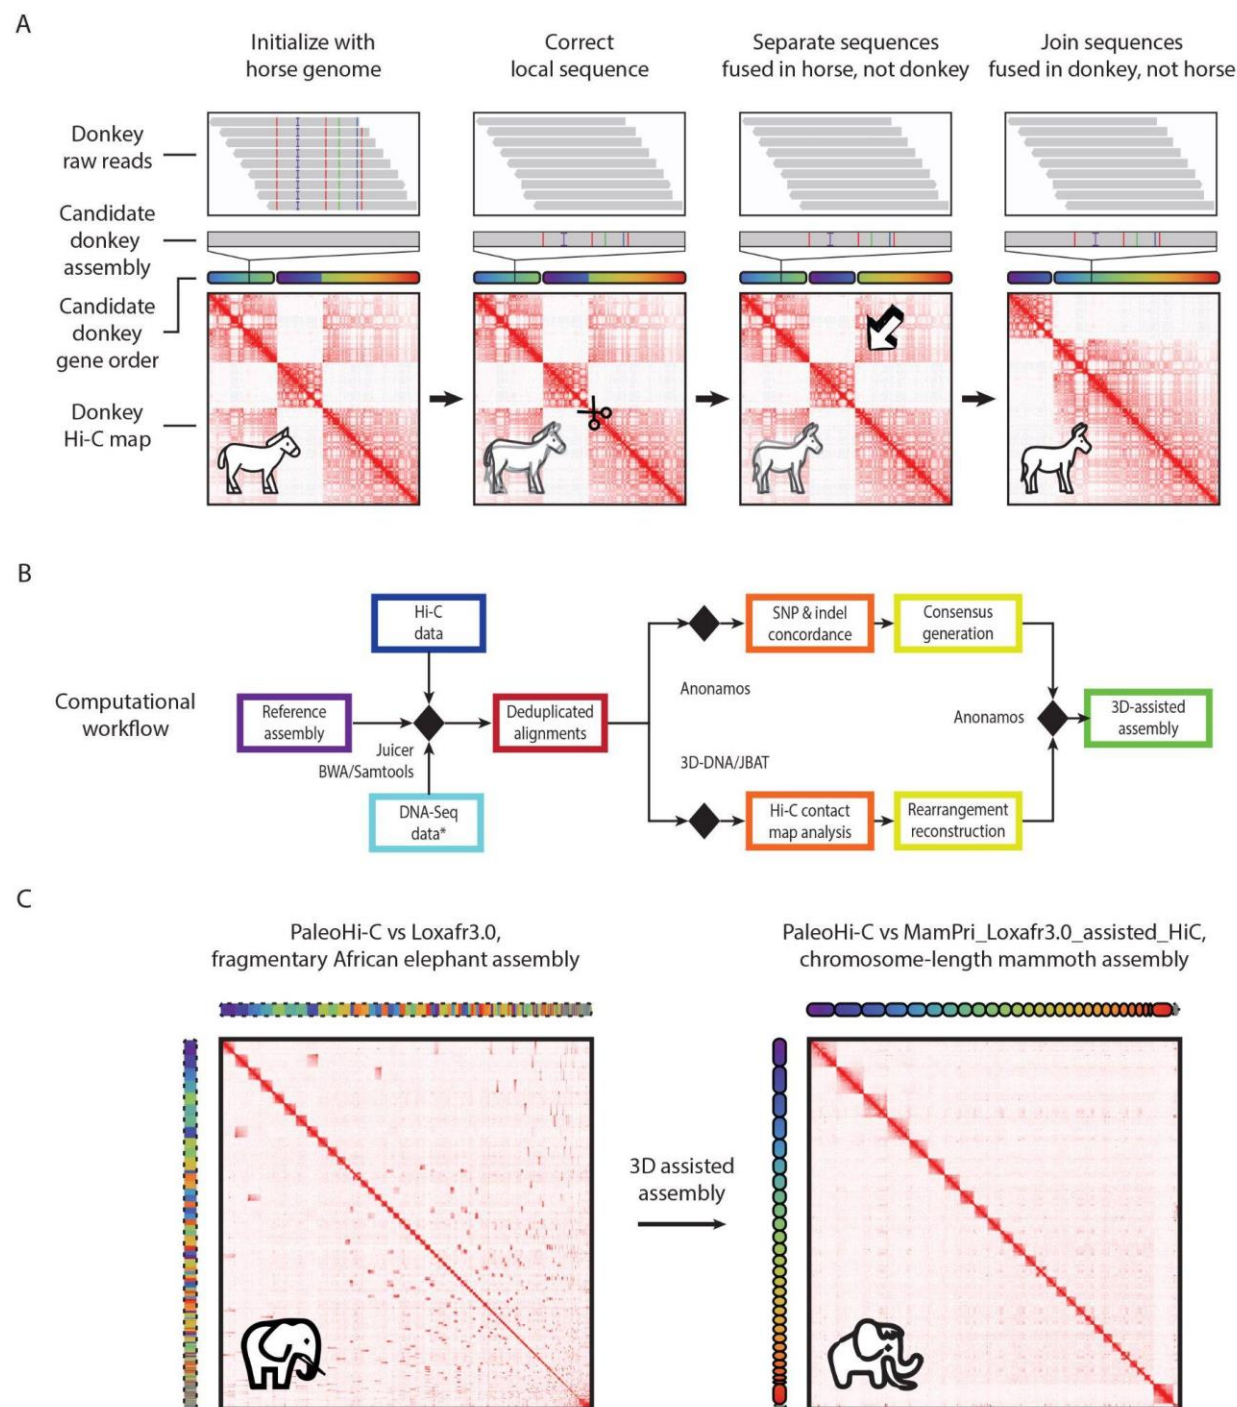 A
Initialize with
horse genome
Correct
local sequence
Separate sequences
fused in horse, not donkey
Join sequences
fused in donkey, not horse
Donkey
raw reads
Candidate
donkey
assembly
Candidate
donkey
gene order
Donkey
Hi-C map
B
Computational
workflow
Hi-C
data
Reference
assembly
Juicer
BWA/Samtools
DNA-Seq
data*
Deduplicated
alignments
SNP & indel
concordance
Consensus
generation
Anonamos
3D-DNA/JBAT
Hi-C contact
map analysis
Rearrangement
reconstruction
Anonamos
3D-assisted
assembly
C
PaleoHi-C vs Loxafr3.0,
fragmentary African elephant assembly
3D assisted
assembly
PaleoHi-C vs MamPri_Loxafr3.0_assisted_HiC,
chromosome-length mammoth assembly